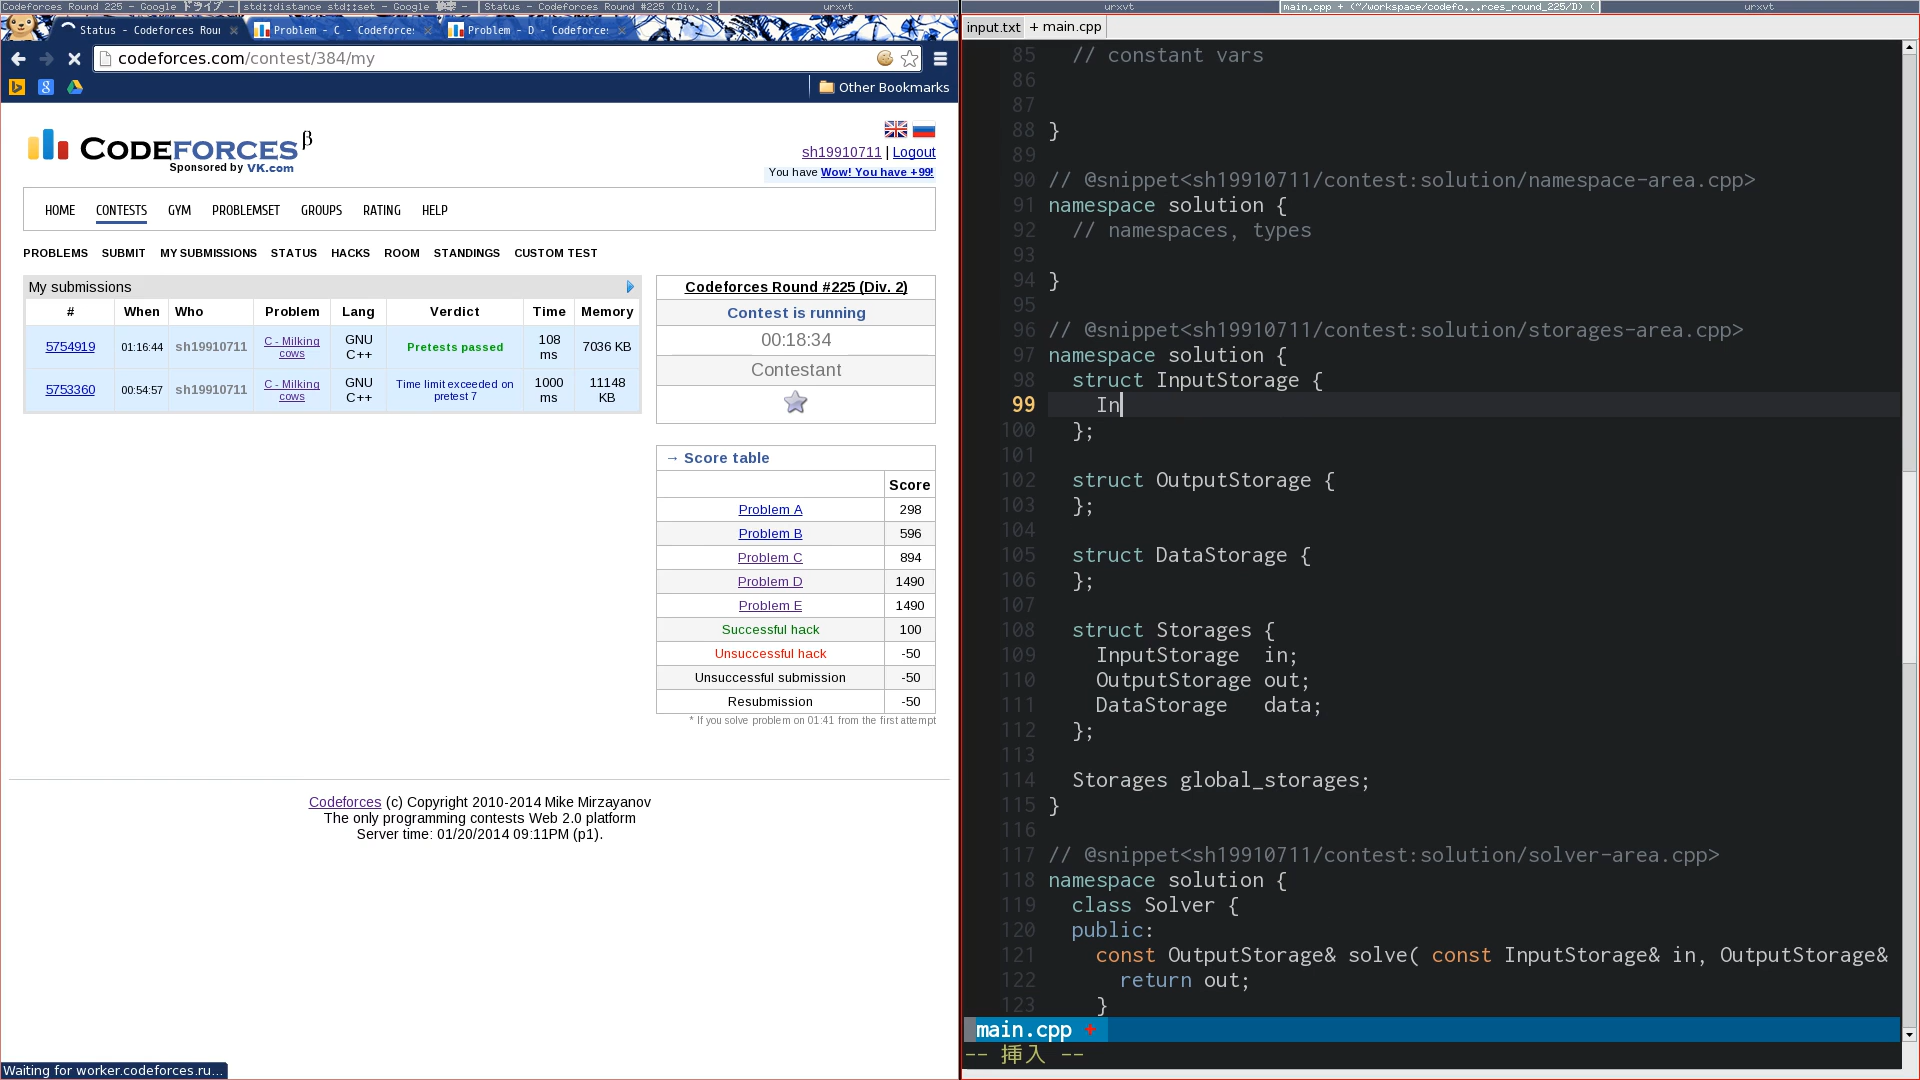 Codeforces Round 225 - Google ドライブ -
std::distance std::set - Google 検索 -
Status - Codeforces Round #225 (Div. 2
urxvt
urxvt
main.cpp + (~/workspace/codefo...rces_round_225/D) (
urxvt
Status - Codeforces Rou
Problem - C - Codeforces
Problem - D - Codeforces
codeforces.com/contest/384/my
Other Bookmarks
CODEFORCES β
Sponsored by VK.com
sh19910711 | Logout
You have Wow! You have +99!
HOME CONTESTS GYM PROBLEMSET GROUPS RATING HELP
PROBLEMS SUBMIT MY SUBMISSIONS STATUS HACKS ROOM STANDINGS CUSTOM TEST
My submissions
# When Who Problem Lang Verdict Time Memory
5754919 01:16:44 sh19910711 C - Milking cows GNU C++ Pretests passed 108 ms 7036 KB
5753360 00:54:57 sh19910711 C - Milking cows GNU C++ Time limit exceeded on pretest 7 1000 ms 11148 KB
Codeforces Round #225 (Div. 2)
Contest is running
00:18:34
Contestant
→ Score table
Score
Problem A 298
Problem B 596
Problem C 894
Problem D 1490
Problem E 1490
Successful hack 100
Unsuccessful hack -50
Unsuccessful submission -50
Resubmission -50
* If you solve problem on 01:41 from the first attempt
Codeforces (c) Copyright 2010-2014 Mike Mirzayanov
The only programming contests Web 2.0 platform
Server time: 01/20/2014 09:11PM (p1).
Waiting for worker.codeforces.ru...
input.txt + main.cpp
85 // constant vars
86
87
88 }
89
90 // @snippet<sh19910711/contest:solution/namespace-area.cpp>
91 namespace solution {
92 // namespaces, types
93
94 }
95
96 // @snippet<sh19910711/contest:solution/storages-area.cpp>
97 namespace solution {
98 struct InputStorage {
99 In
100 };
101
102 struct OutputStorage {
103 };
104
105 struct DataStorage {
106 };
107
108 struct Storages {
109 InputStorage in;
110 OutputStorage out;
111 DataStorage data;
112 };
113
114 Storages global_storages;
115 }
116
117 // @snippet<sh19910711/contest:solution/solver-area.cpp>
118 namespace solution {
119 class Solver {
120 public:
121 const OutputStorage& solve( const InputStorage& in, OutputStorage&
122 return out;
123 }
main.cpp +
-- 挿入 --